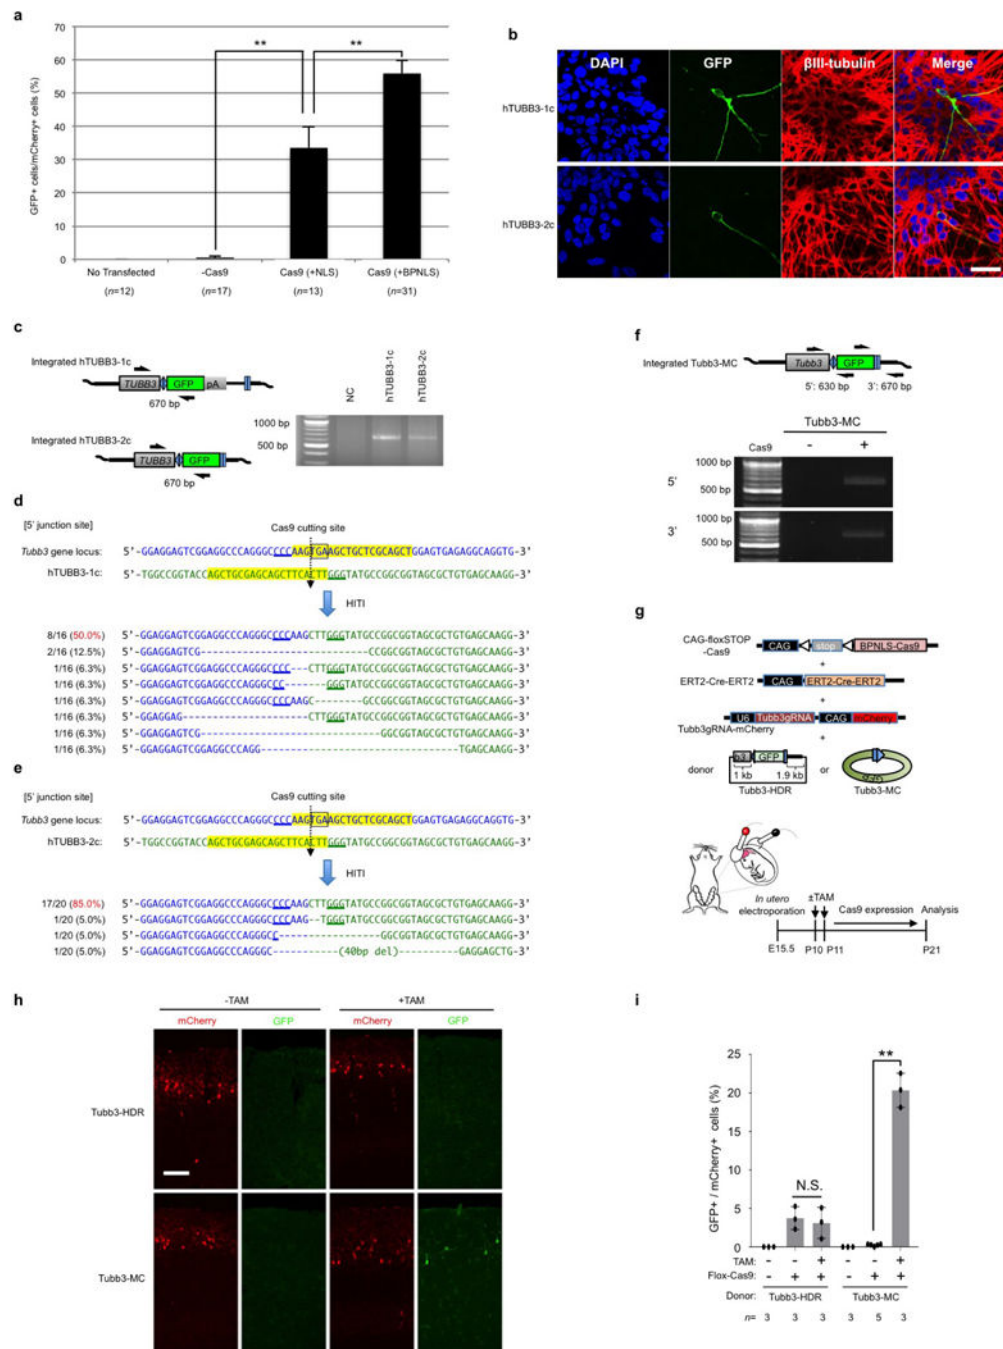 a
GFP+ cells/mCherry+ cells (%)
70
60
50
40
30
20
10
0
**
**
No Transfected
-Cas9
Cas9 (+NLS)
Cas9 (+BPNLS)
(n=12)
(n=17)
(n=13)
(n=31)
b
DAPI
GFP
βIII-tubulin
Merge
hTUBB3-1c
hTUBB3-2c
c
Integrated hTUBB3-1c
TUBB3
GFP
pA
670 bp
Integrated hTUBB3-2c
TUBB3
GFP
670 bp
NC
hTUBB3-1c
hTUBB3-2c
1000 bp
500 bp
d
[5' junction site]
Cas9 cutting site
Tubb3 gene locus: 5'-GGAGGAGTCGGAGGCCCAGGGCCCCAAGTGAAGCTGCTCGCAGCTGGAGTGAGAGGCAGGTG-3'
hTUBB3-1c: 5'-TGGCCGGTACCAGCTGCGAGCAGCTTCACTTGGGTATGCCGGCGGTAGCGCTGTGAGCAAGG-3'
HITI
8/16 (50.0%) 5'-GGAGGAGTCGGAGGCCCAGGGCCCCAAGCTTGGGTATGCCGGCGGTAGCGCTGTGAGCAAGG-3'
2/16 (12.5%) 5'-GGAGGAGTCG----------------------------CCGGCGGTAGCGCTGTGAGCAAGG-3'
1/16 (6.3%) 5'-GGAGGAGTCGGAGGCCCAGGGCCCC---CTTGGGTATGCCGGCGGTAGCGCTGTGAGCAAGG-3'
1/16 (6.3%) 5'-GGAGGAGTCGGAGGCCCAGGGCCC-------GGGTATGCCGGCGGTAGCGCTGTGAGCAAGG-3'
1/16 (6.3%) 5'-GGAGGAGTCGGAGGCCCAGGGCCCCAAGC----------------GTAGCGCTGTGAGCAAGG-3'
1/16 (6.3%) 5'-GGAGGAG---------------------CTTGGGTATGCCGGCGGTAGCGCTGTGAGCAAGG-3'
1/16 (6.3%) 5'-GGAGGAGTCG-----------------------------GGCGGTAGCGCTGTGAGCAAGG-3'
1/16 (6.3%) 5'-GGAGGAGTCGGAGGCCCAGG--------------------------------TGAGCAAGG-3'
e
[5' junction site]
Cas9 cutting site
Tubb3 gene locus: 5'-GGAGGAGTCGGAGGCCCAGGGCCCCAAGTGAAGCTGCTCGCAGCTGGAGTGAGAGGCAGGTG-3'
hTUBB3-2c: 5'-TGGCCGGTACCAGCTGCGAGCAGCTTCACTTGGGTATGCCGGCGGTAGCGCTGTGAGCAAGG-3'
HITI
17/20 (85.0%) 5'-GGAGGAGTCGGAGGCCCAGGGCCCCAAGCTTGGGTATGCCGGCGGTAGCGCTGTGAGCAAGG-3'
1/20 (5.0%) 5'-GGAGGAGTCGGAGGCCCAGGGCCCCAAG--TGGGTATGCCGGCGGTAGCGCTGTGAGCAAGG-3'
1/20 (5.0%) 5'-GGAGGAGTCGGAGGCCCAGGGCC----------------GGCGGTAGCGCTGTGAGCAAGG-3'
1/20 (5.0%) 5'-GGAGGAGTCGGAGGCCCAGGGC----------(40bp del)------GAGGAGCTG-3'
f
Integrated Tubb3-MC
Tubb3
GFP
5': 630 bp
3': 670 bp
Tubb3-MC
Cas9
-
+
5'
1000 bp
500 bp
3'
1000 bp
500 bp
g
CAG-floxSTOP
-Cas9
CAG
stop
BPNLS-Cas9
+
ERT2-Cre-ERT2
CAG
ERT2-Cre-ERT2
+
U6
Tubb3gRNA
CAG
mCherry
Tubb3gRNA-mCherry
+
donor
b3
GFP
1 kb
1.9 kb
Tubb3-HDR
or
GFP
Tubb3-MC
In utero
electroporation
±TAM
Cas9 expression
Analysis
E15.5
P10
P11
P21
h
-TAM
+TAM
mCherry
GFP
mCherry
GFP
Tubb3-HDR
Tubb3-MC
i
GFP+ / mCherry+ cells (%)
25
20
15
10
5
0
N.S.
**
TAM: - - + - - +
Flox-Cas9: - + + - + +
Donor: Tubb3-HDR Tubb3-MC
n= 3 3 3 3 5 3